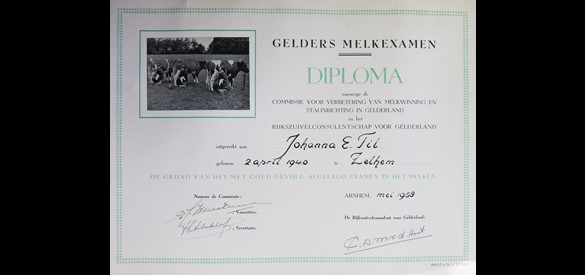 GELDERS MELKEXAMEN
DIPLOMA
vanwege de
COMMISSIE VOOR VERBETERING VAN MELKWINNING EN
STALINRICHTING IN GELDERLAND
en het
RIJKSZUIVELCONSULENTSCHAP VOOR GELDERLAND
uitgereikt aan Johanna E. Til
geboren 2 april 1940 te Zelhem
OP GROND VAN HET MET GOED GEVOLG AFGELEGD EXAMEN IN HET MELKEN
Namens de Commissie:
Voorzitter.
Secretaris.
ARNHEM, mei 1958
De Rijkszuivelconsulent voor Gelderland: